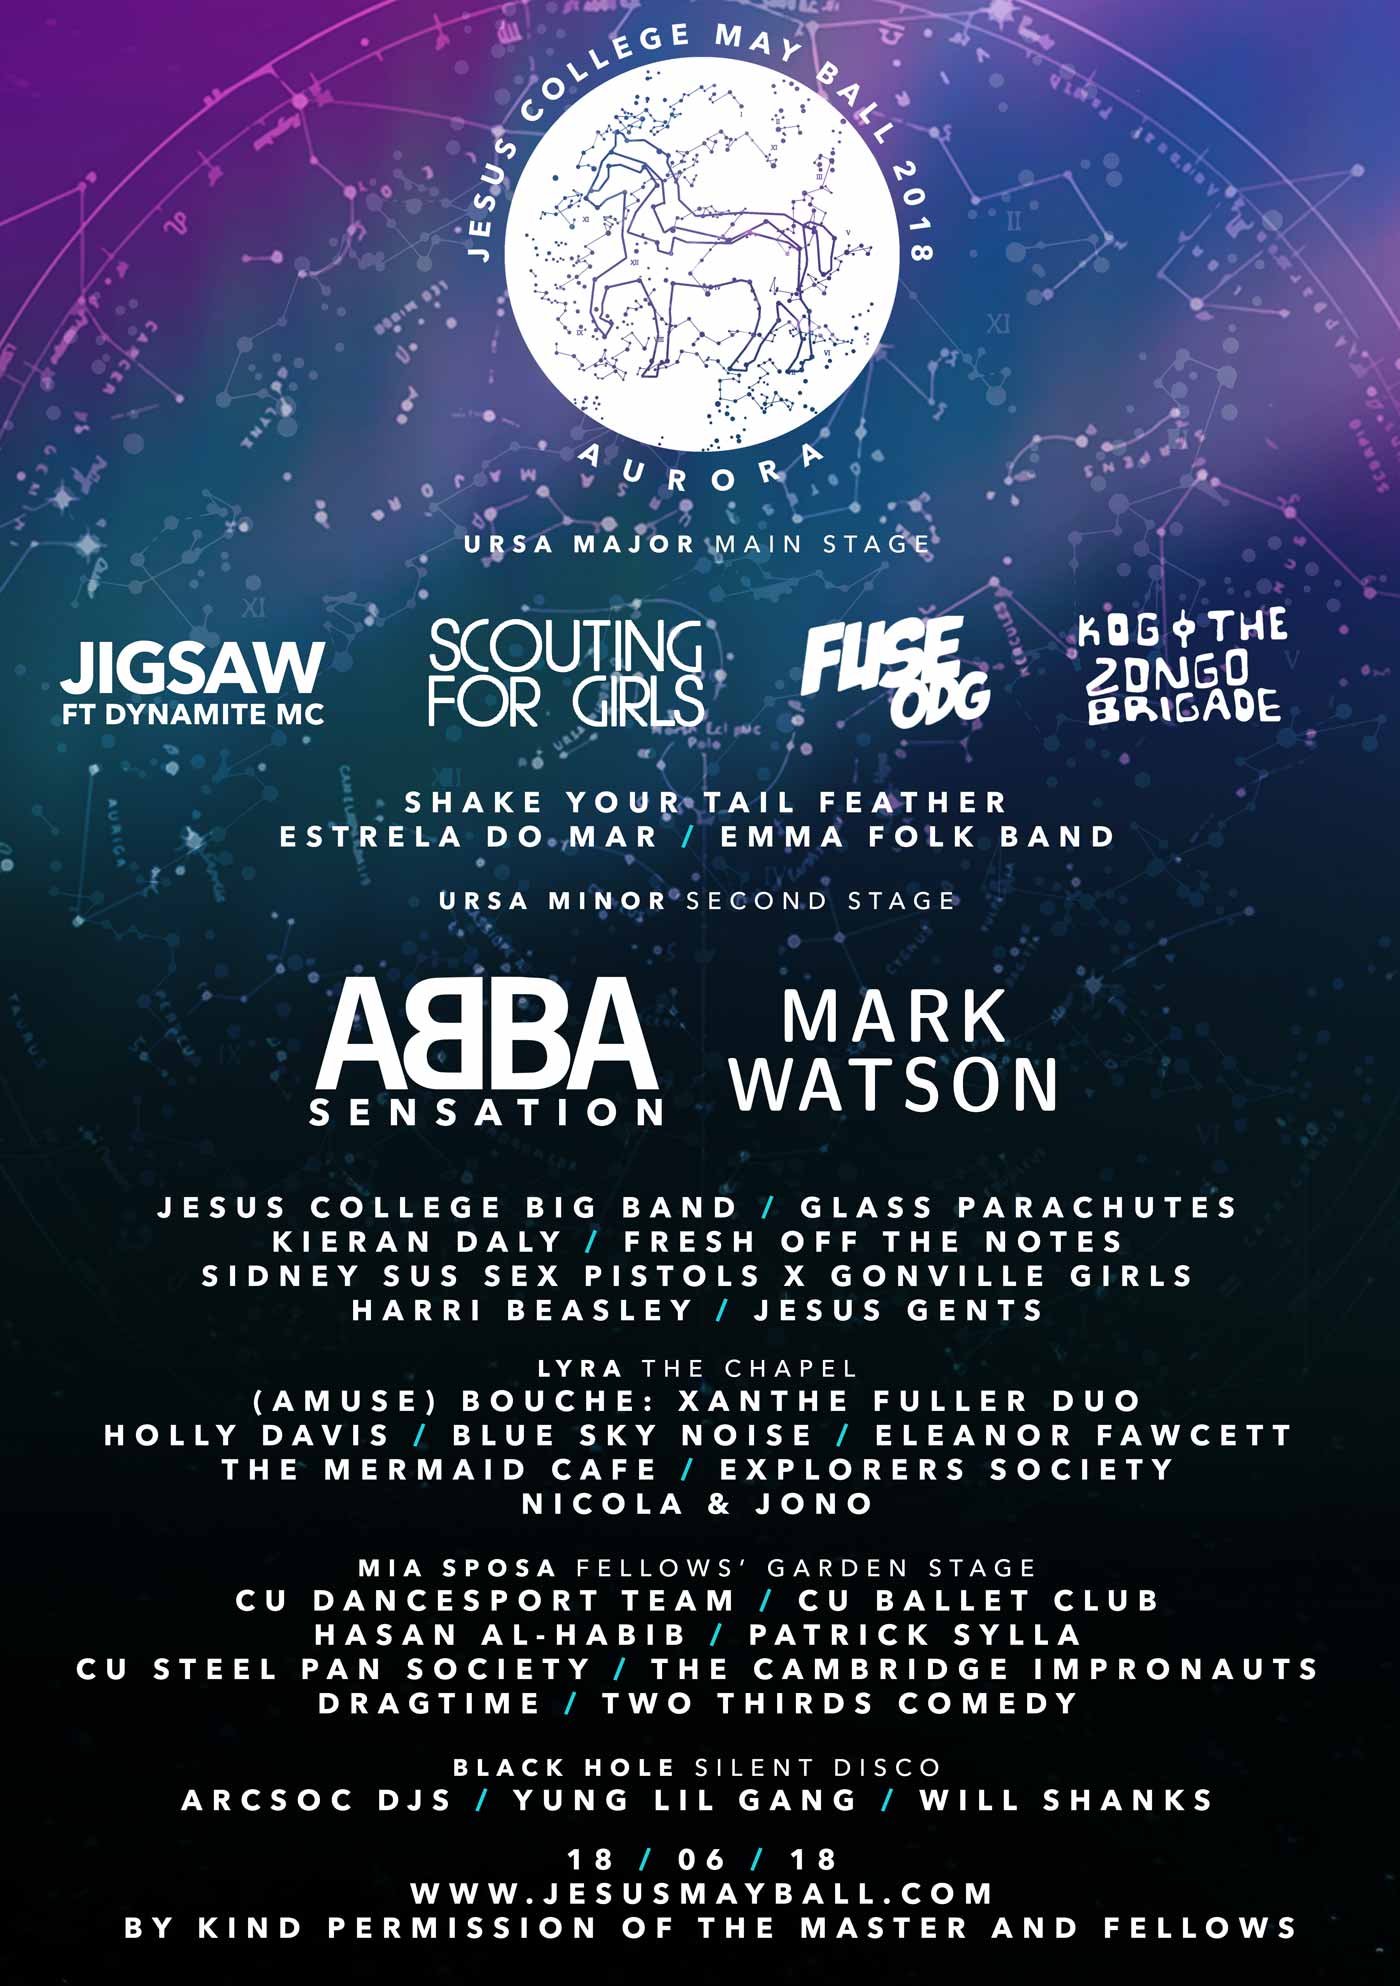 JESUS COLLEGE MAY BALL 2018
AURORA
URSA MAJOR MAIN STAGE
JIGSAW
FT DYNAMITE MC
SCOUTING
FOR GIRLS
FUSE
ODG
KOG & THE
ZONGO
BRIGADE
SHAKE YOUR TAIL FEATHER
ESTRELA DO MAR / EMMA FOLK BAND
URSA MINOR SECOND STAGE
ABBA
SENSATION
MARK
WATSON
JESUS COLLEGE BIG BAND / GLASS PARACHUTES
KIERAN DALY / FRESH OFF THE NOTES
SIDNEY SUS SEX PISTOLS X GONVILLE GIRLS
HARRI BEASLEY / JESUS GENTS
LYRA THE CHAPEL
(AMUSE) BOUCHE: XANTHE FULLER DUO
HOLLY DAVIS / BLUE SKY NOISE / ELEANOR FAWCETT
THE MERMAID CAFE / EXPLORERS SOCIETY
NICOLA & JONO
MIA SPOSA FELLOWS' GARDEN STAGE
CU DANCESPORT TEAM / CU BALLET CLUB
HASAN AL-HABIB / PATRICK SYLLA
CU STEEL PAN SOCIETY / THE CAMBRIDGE IMPRONAUTS
DRAGTIME / TWO THIRDS COMEDY
BLACK HOLE SILENT DISCO
ARCSOC DJS / YUNG LIL GANG / WILL SHANKS
18 / 06 / 18
WWW.JESUSMAYBALL.COM
BY KIND PERMISSION OF THE MASTER AND FELLOWS